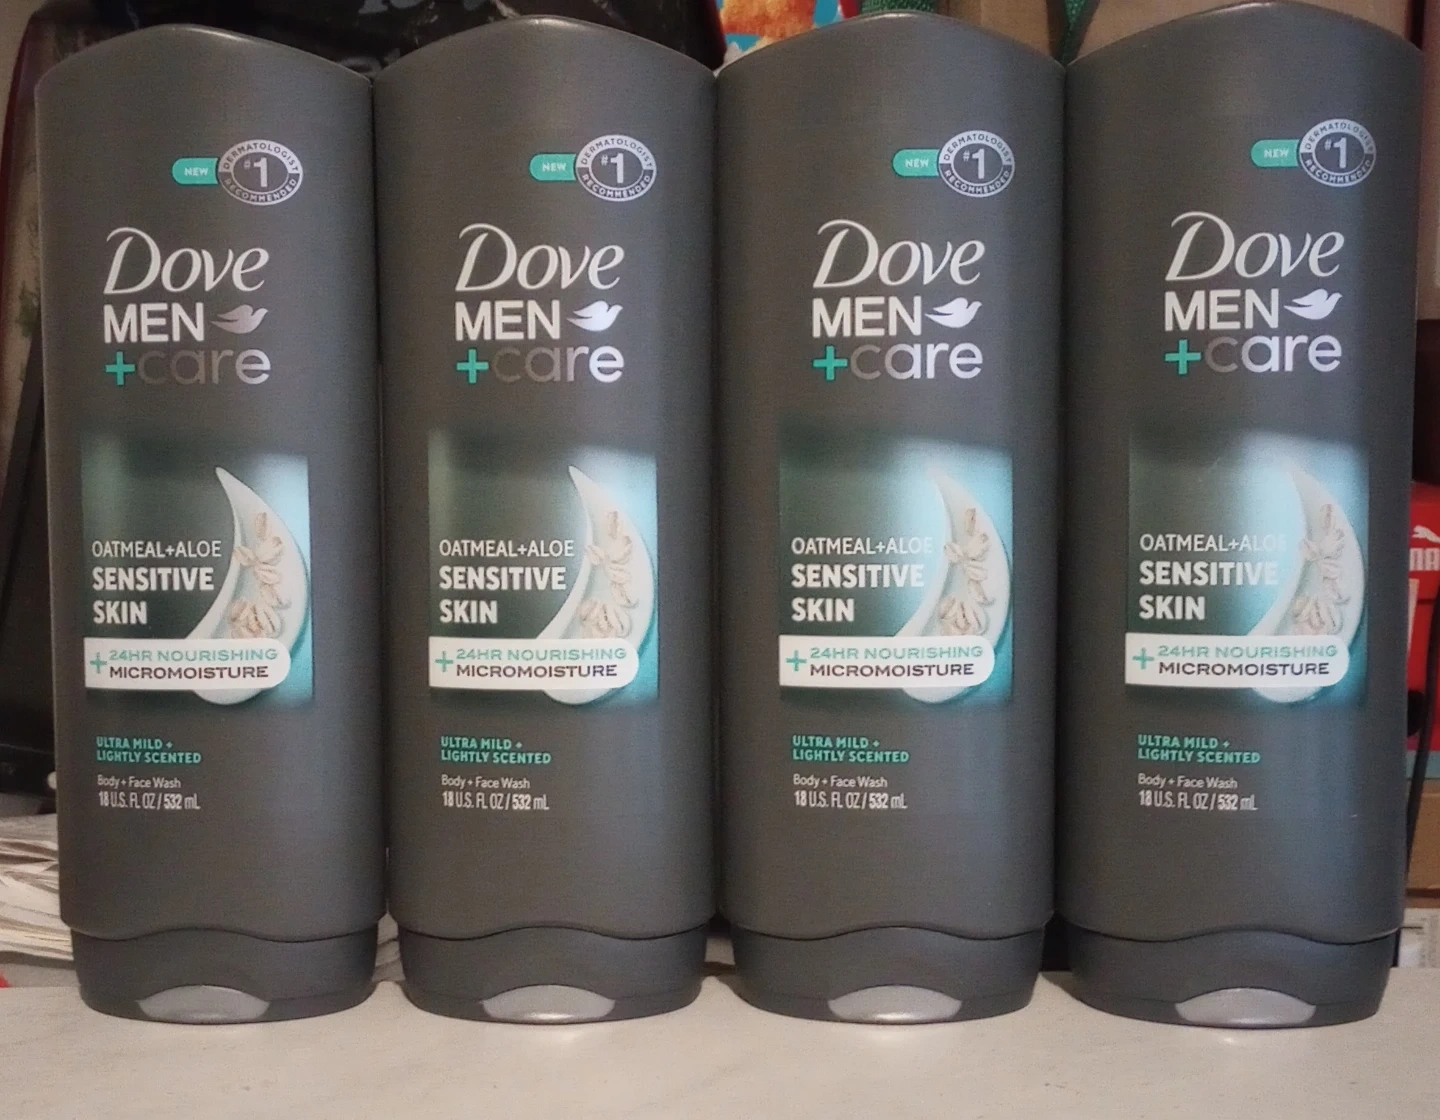 NEW
DERMATOLOGIST
#1
RECOMMENDED
Dove
MEN
+care
OATMEAL+ALOE
SENSITIVE
SKIN
+24HR NOURISHING
MICROMOISTURE
ULTRA MILD +
LIGHTLY SCENTED
Body + Face Wash
18 U.S. FL OZ / 532 mL
NEW
DERMATOLOGIST
#1
RECOMMENDED
Dove
MEN
+care
OATMEAL+ALOE
SENSITIVE
SKIN
+24HR NOURISHING
MICROMOISTURE
ULTRA MILD +
LIGHTLY SCENTED
Body + Face Wash
18 U.S. FL OZ / 532 mL
NEW
DERMATOLOGIST
#1
RECOMMENDED
Dove
MEN
+care
OATMEAL+ALOE
SENSITIVE
SKIN
+24HR NOURISHING
MICROMOISTURE
ULTRA MILD +
LIGHTLY SCENTED
Body + Face Wash
18 U.S. FL OZ / 532 mL
NEW
DERMATOLOGIST
#1
RECOMMENDED
Dove
MEN
+care
OATMEAL+ALOE
SENSITIVE
SKIN
+24HR NOURISHING
MICROMOISTURE
ULTRA MILD +
LIGHTLY SCENTED
Body + Face Wash
18 U.S. FL OZ / 532 mL